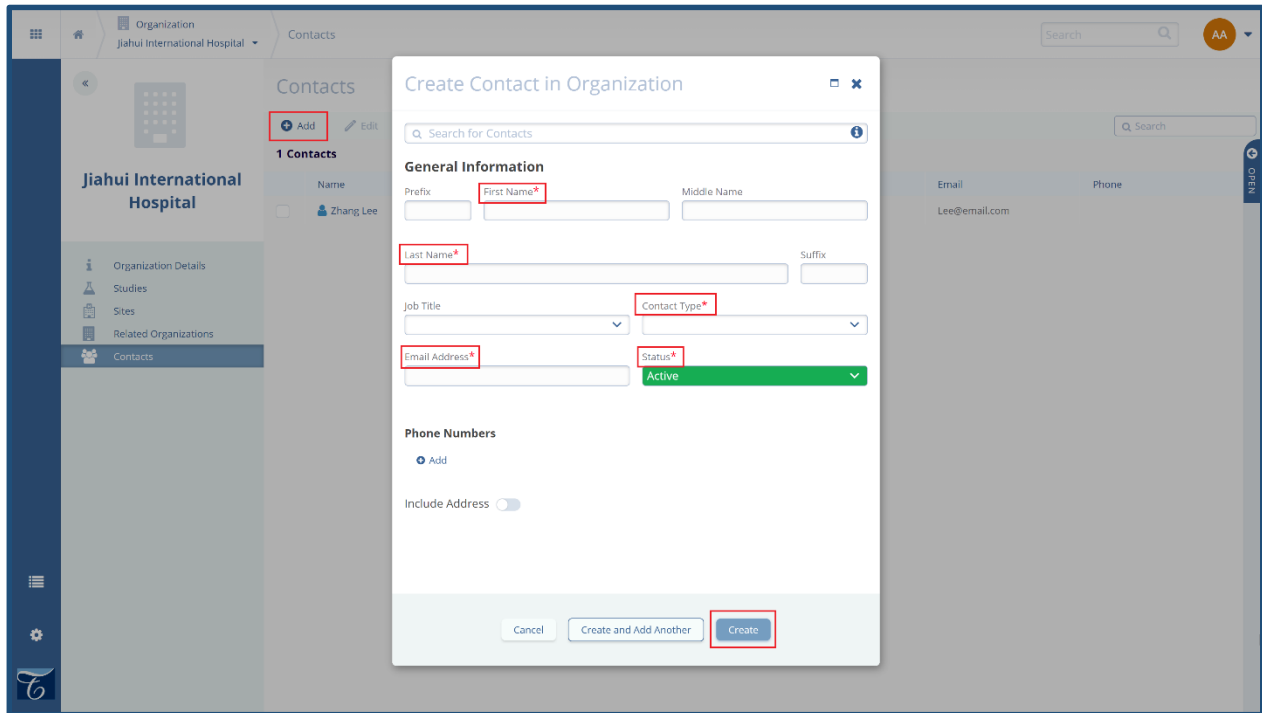 Organization
Jiahui International Hospital
Contacts
Search
AA
Jiahui International
Hospital
Organization Details
Studies
Sites
Related Organizations
Contacts
Contacts
Add
Edit
Search
1 Contacts
Name
Email
Phone
Zhang Lee
Lee@email.com
OPEN
Create Contact in Organization
Search for Contacts
General Information
Prefix
First Name*
Middle Name
Last Name*
Suffix
Job Title
Contact Type*
Email Address*
Status*
Active
Phone Numbers
Add
Include Address
Cancel
Create and Add Another
Create